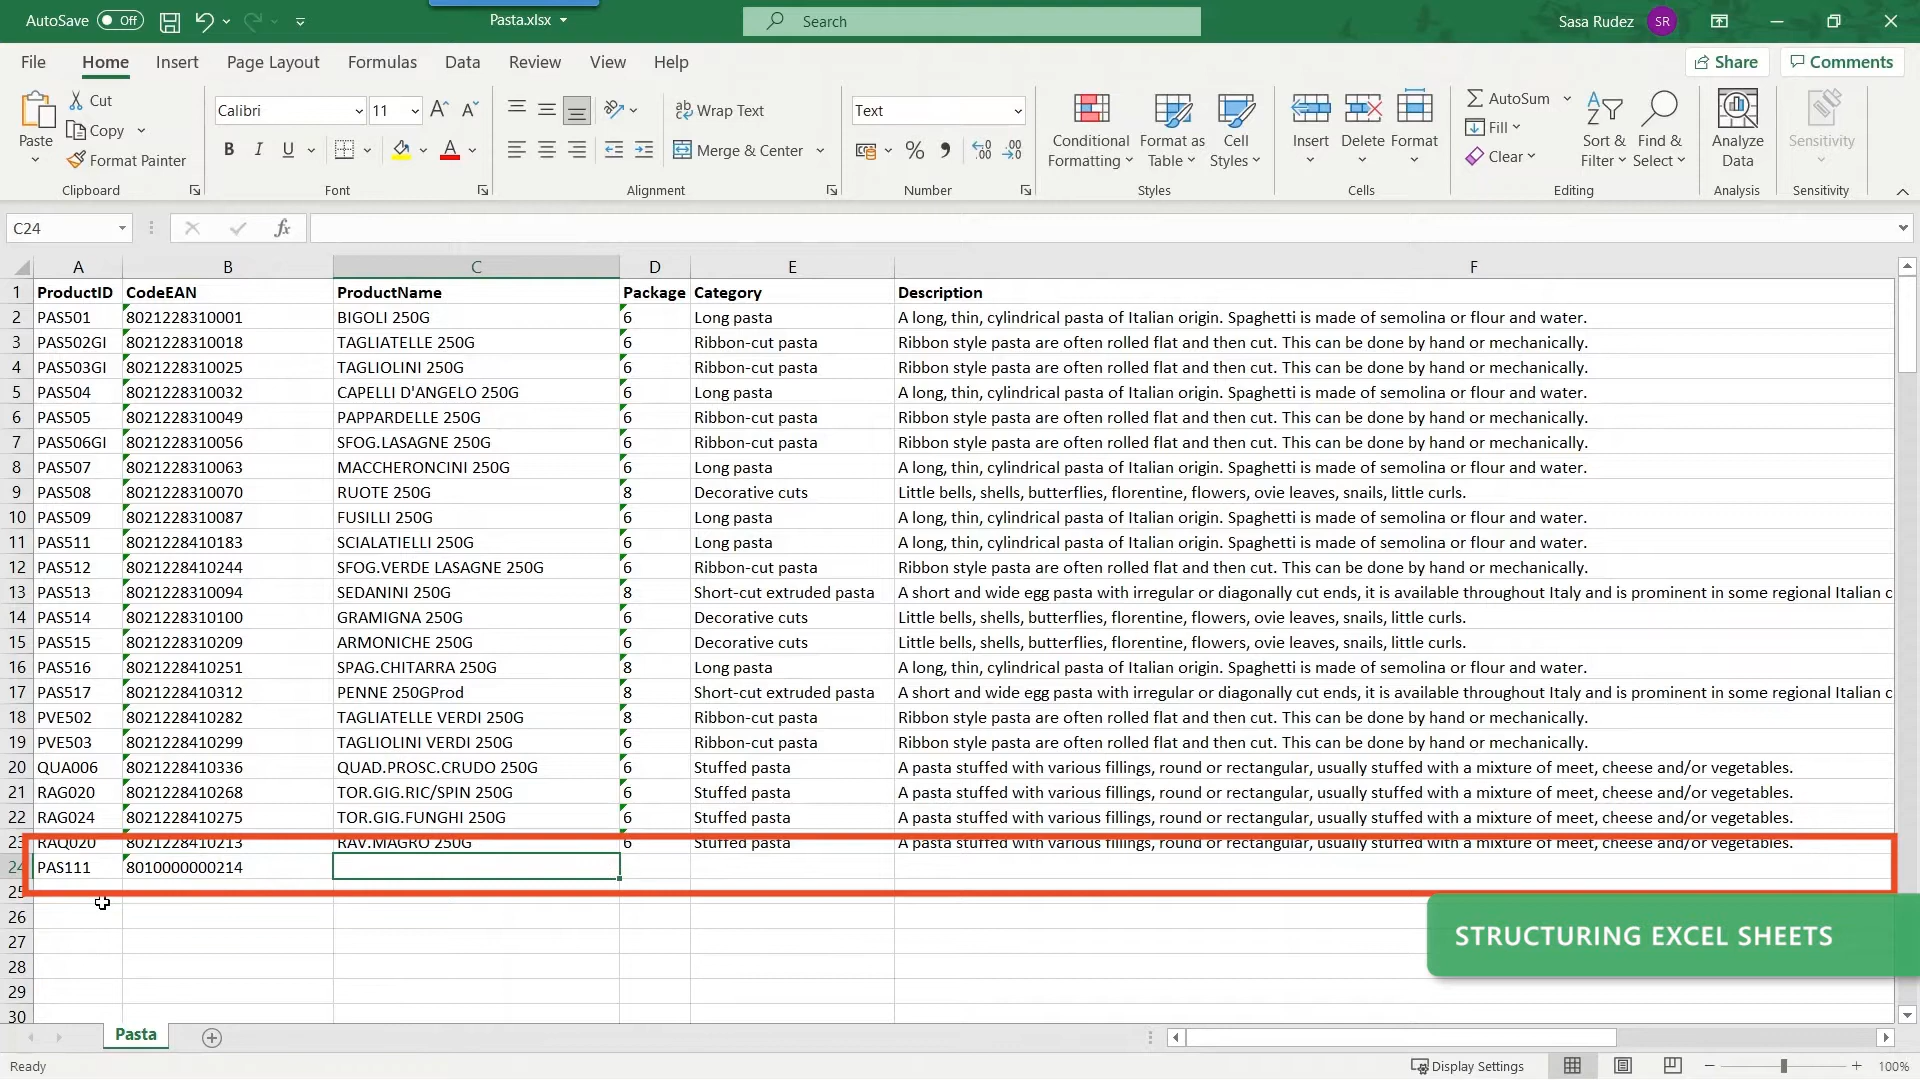 AutoSave Off Pasta.xlsx Search Sasa Rudez SR
File Home Insert Page Layout Formulas Data Review View Help Share Comments
Paste Cut Copy Format Painter Clipboard
Calibri 11 A A B I U A Font
ab Wrap Text Merge & Center Alignment
Text % 9 Number
Conditional Formatting Format as Table Cell Styles Styles
Insert Delete Format Cells
AutoSum Fill Clear Sort & Filter Find & Select Editing
Analyze Data Analysis
Sensitivity Sensitivity
C24 fx
A B C D E F
1 ProductID CodeEAN ProductName Package Category Description
2 PAS501 8021228310001 BIGOLI 250G 6 Long pasta A long, thin, cylindrical pasta of Italian origin. Spaghetti is made of semolina or flour and water.
3 PAS502GI 8021228310018 TAGLIATELLE 250G 6 Ribbon-cut pasta Ribbon style pasta are often rolled flat and then cut. This can be done by hand or mechanically.
4 PAS503GI 8021228310025 TAGLIOLINI 250G 6 Ribbon-cut pasta Ribbon style pasta are often rolled flat and then cut. This can be done by hand or mechanically.
5 PAS504 8021228310032 CAPELLI D'ANGELO 250G 6 Long pasta A long, thin, cylindrical pasta of Italian origin. Spaghetti is made of semolina or flour and water.
6 PAS505 8021228310049 PAPPARDELLE 250G 6 Ribbon-cut pasta Ribbon style pasta are often rolled flat and then cut. This can be done by hand or mechanically.
7 PAS506GI 8021228310056 SFOG.LASAGNE 250G 6 Ribbon-cut pasta Ribbon style pasta are often rolled flat and then cut. This can be done by hand or mechanically.
8 PAS507 8021228310063 MACCHERONCINI 250G 6 Long pasta A long, thin, cylindrical pasta of Italian origin. Spaghetti is made of semolina or flour and water.
9 PAS508 8021228310070 RUOTE 250G 8 Decorative cuts Little bells, shells, butterflies, florentine, flowers, ovie leaves, snails, little curls.
10 PAS509 8021228310087 FUSILLI 250G 6 Long pasta A long, thin, cylindrical pasta of Italian origin. Spaghetti is made of semolina or flour and water.
11 PAS511 8021228410183 SCIALATIELLI 250G 6 Long pasta A long, thin, cylindrical pasta of Italian origin. Spaghetti is made of semolina or flour and water.
12 PAS512 8021228410244 SFOG.VERDE LASAGNE 250G 6 Ribbon-cut pasta Ribbon style pasta are often rolled flat and then cut. This can be done by hand or mechanically.
13 PAS513 8021228310094 SEDANINI 250G 8 Short-cut extruded pasta A short and wide egg pasta with irregular or diagonally cut ends, it is available throughout Italy and is prominent in some regional Italian c
14 PAS514 8021228310100 GRAMIGNA 250G 6 Decorative cuts Little bells, shells, butterflies, florentine, flowers, ovie leaves, snails, little curls.
15 PAS515 8021228310209 ARMONICHE 250G 6 Decorative cuts Little bells, shells, butterflies, florentine, flowers, ovie leaves, snails, little curls.
16 PAS516 8021228410251 SPAG.CHITARRA 250G 8 Long pasta A long, thin, cylindrical pasta of Italian origin. Spaghetti is made of semolina or flour and water.
17 PAS517 8021228410312 PENNE 250GProd 8 Short-cut extruded pasta A short and wide egg pasta with irregular or diagonally cut ends, it is available throughout Italy and is prominent in some regional Italian c
18 PVE502 8021228410282 TAGLIATELLE VERDI 250G 8 Ribbon-cut pasta Ribbon style pasta are often rolled flat and then cut. This can be done by hand or mechanically.
19 PVE503 8021228410299 TAGLIOLINI VERDI 250G 6 Ribbon-cut pasta Ribbon style pasta are often rolled flat and then cut. This can be done by hand or mechanically.
20 QUA006 8021228410336 QUAD.PROSC.CRUDO 250G 6 Stuffed pasta A pasta stuffed with various fillings, round or rectangular, usually stuffed with a mixture of meet, cheese and/or vegetables.
21 RAG020 8021228410268 TOR.GIG.RIC/SPIN 250G 6 Stuffed pasta A pasta stuffed with various fillings, round or rectangular, usually stuffed with a mixture of meet, cheese and/or vegetables.
22 RAG024 8021228410275 TOR.GIG.FUNGHI 250G 6 Stuffed pasta A pasta stuffed with various fillings, round or rectangular, usually stuffed with a mixture of meet, cheese and/or vegetables.
23 RAQ020 8021228410213 RAV.MAGRO 250G 6 Stuffed pasta A pasta stuffed with various fillings, round or rectangular, usually stuffed with a mixture of meet, cheese and/or vegetables.
24 PAS111 8010000000214
25
26
27
28
29
30
STRUCTURING EXCEL SHEETS
Pasta
Ready Display Settings 100%